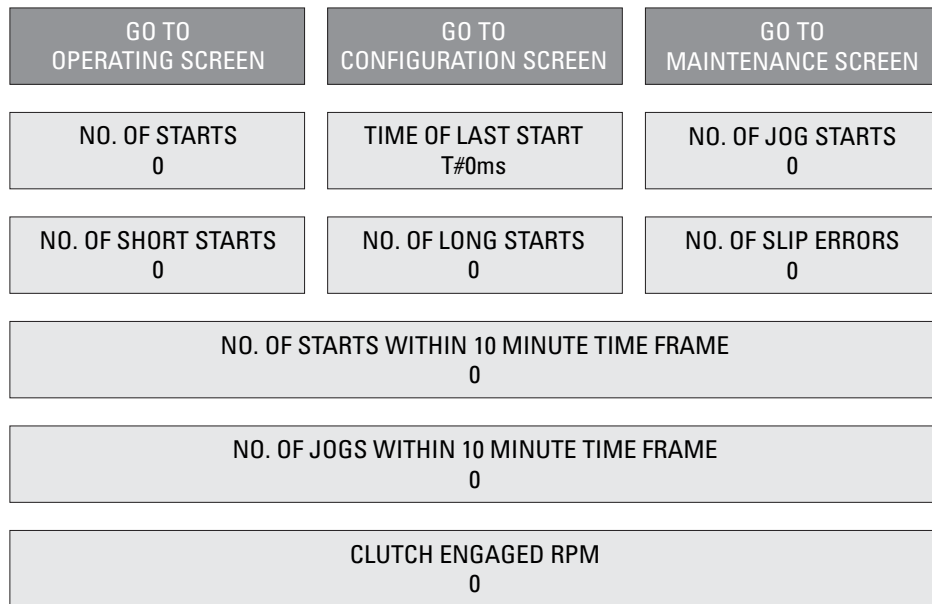 GO TO
OPERATING SCREEN
GO TO
CONFIGURATION SCREEN
GO TO
MAINTENANCE SCREEN
NO. OF STARTS
0
TIME OF LAST START
T#0ms
NO. OF JOG STARTS
0
NO. OF SHORT STARTS
0
NO. OF LONG STARTS
0
NO. OF SLIP ERRORS
0
NO. OF STARTS WITHIN 10 MINUTE TIME FRAME
0
NO. OF JOGS WITHIN 10 MINUTE TIME FRAME
0
CLUTCH ENGAGED RPM
0